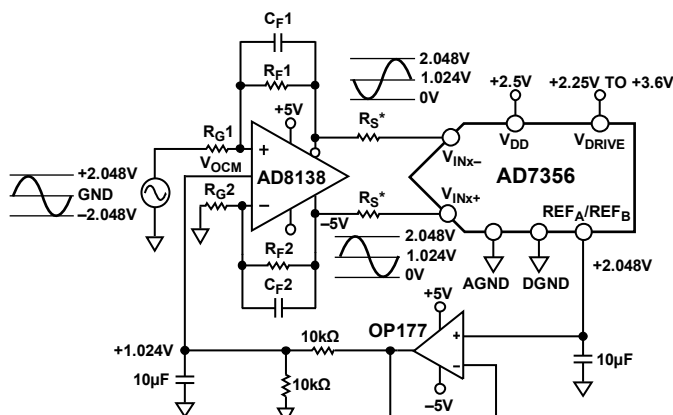 CF1
RF1
+5V
2.048V
1.024V
0V
+2.5V
+2.25V TO +3.6V
RG1
VOCM
+
AD8138
RS*
VINx–
VDD
VDRIVE
AD7356
+2.048V
GND
–2.048V
RG2
–
–5V
RS*
VINx+
REFA/REFB
RF2
CF2
2.048V
1.024V
0V
AGND
DGND
+2.048V
+5V
OP177
+
–
–5V
10µF
+1.024V
10kΩ
10µF
10kΩ